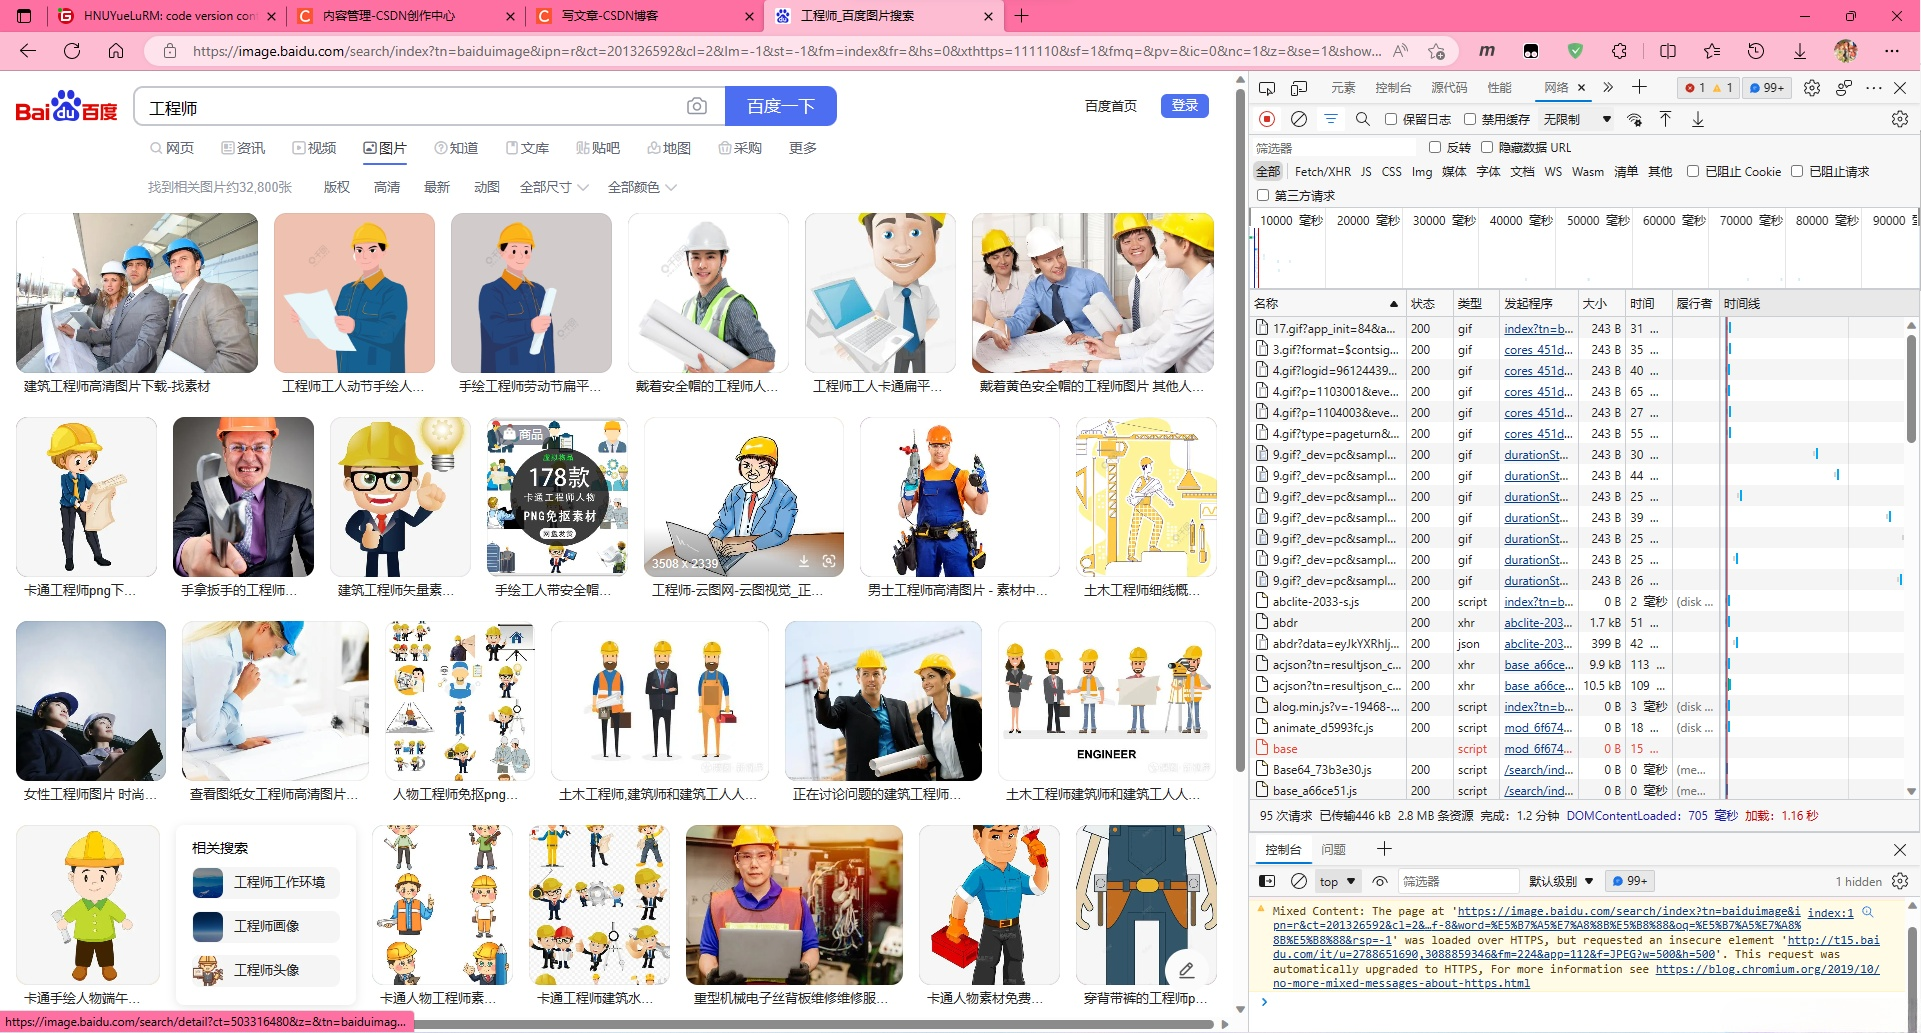 HNUYueLuRM: code version con
内容管理-CSDN创作中心
写文章-CSDN博客
工程师_百度图片搜索
https://image.baidu.com/search/index?tn=baiduimage&ipn=r&ct=201326592&cl=2&lm=-1&st=-1&fm=index&fr=&hs=0&xthttps=111110&sf=1&fmq=&pv=&ic=0&nc=1&z=&se=1&show...
Bai du 百度
工程师
百度一下
百度首页
登录
网页 资讯 视频 图片 知道 文库 贴吧 地图 采购 更多
找到相关图片约32,800张 版权 高清 最新 动图 全部尺寸 全部颜色
建筑工程师高清图片下载-找素材
工程师工人动节手绘人...
手绘工程师劳动节扁平...
戴着安全帽的工程师人...
工程师工人卡通扁平...
戴着黄色安全帽的工程师图片 其他人...
商品
178款
卡通工程师人物
PNG免抠素材
网盘发货
3508 x 2339
卡通工程师png下...
手拿扳手的工程师...
建筑工程师矢量素...
手绘工人带安全帽...
工程师-云图网-云图视觉_正...
男士工程师高清图片 - 素材中...
土木工程师细线概...
ENGINEER
女性工程师图片 时尚...
查看图纸女工程师高清图片...
人物工程师免抠png...
土木工程师,建筑师和建筑工人人...
正在讨论问题的建筑工程师...
土木工程师建筑师和建筑工人人...
相关搜索
工程师工作环境
工程师画像
工程师头像
卡通手绘人物端午...
卡通人物工程师素...
卡通工程师建筑水...
重型机械电子丝背板维修维修服...
卡通人物素材免费...
穿背带裤的工程师p...
https://image.baidu.com/search/detail?ct=503316480&z=&tn=baiduimag...
元素 控制台 源代码 性能 网络 1 1 99+
保留日志 禁用缓存 无限制
筛选器 反转 隐藏数据 URL
全部 Fetch/XHR JS CSS Img 媒体 字体 文档 WS Wasm 清单 其他 已阻止 Cookie 已阻止请求
第三方请求
10000 毫秒 20000 毫秒 30000 毫秒 40000 毫秒 50000 毫秒 60000 毫秒 70000 毫秒 80000 毫秒 90000
名称 状态 类型 发起程序 大小 时间 履行者 时间线
17.gif?app_init=84&a... 200 gif index?tn=b... 243 B 31 ...
3.gif?format=$contsig... 200 gif cores_451d... 243 B 35 ...
4.gif?logid=96124439... 200 gif cores_451d... 243 B 40 ...
4.gif?p=1103001&eve... 200 gif cores_451d... 243 B 65 ...
4.gif?p=1104003&eve... 200 gif cores_451d... 243 B 27 ...
4.gif?type=pageturn&... 200 gif cores_451d... 243 B 55 ...
9.gif?_dev=pc&sampl... 200 gif durationSt... 243 B 30 ...
9.gif?_dev=pc&sampl... 200 gif durationSt... 243 B 44 ...
9.gif?_dev=pc&sampl... 200 gif durationSt... 243 B 25 ...
9.gif?_dev=pc&sampl... 200 gif durationSt... 243 B 39 ...
9.gif?_dev=pc&sampl... 200 gif durationSt... 243 B 25 ...
9.gif?_dev=pc&sampl... 200 gif durationSt... 243 B 25 ...
9.gif?_dev=pc&sampl... 200 gif durationSt... 243 B 26 ...
abclite-2033-s.js 200 script index?tn=b... 0 B 2 毫秒 (disk ...
abdr 200 xhr abclite-203... 1.7 kB 51 ...
abdr?data=eyJkYXRhIj... 200 json abclite-203... 399 B 42 ...
acjson?tn=resultjson_c... 200 xhr base_a66ce... 9.9 kB 113 ...
acjson?tn=resultjson_c... 200 xhr base_a66ce... 10.5 kB 109 ...
alog.min.js?v=-19468-... 200 script index?tn=b... 0 B 3 毫秒 (disk ...
animate_d5993fc.js 200 script mod_6f674... 0 B 18 ... (disk ...
base script mod_6f674... 0 B 15 ...
Base64_73b3e30.js 200 script /search/ind... 0 B 0 毫秒 (me...
base_a66ce51.js 200 script /search/ind... 0 B 0 毫秒 (me...
95 次请求 已传输446 kB 2.8 MB 条资源 完成: 1.2 分钟 DOMContentLoaded: 705 毫秒 加载: 1.16 秒
控制台 问题
top 筛选器 默认级别 99+ 1 hidden
Mixed Content: The page at 'https://image.baidu.com/search/index?tn=baiduimage&i index:1
pn=r&ct=201326592&cl=2&…f-8&word=%E5%B7%A5%E7%A8%8B%E5%B8%88&oq=%E5%B7%A5%E7%A8%
8B%E5%B8%88&rsp=-1' was loaded over HTTPS, but requested an insecure element 'http://t15.bai
du.com/it/u=2788651690,3088859346&fm=224&app=112&f=JPEG?w=500&h=500'. This request was
automatically upgraded to HTTPS, For more information see https://blog.chromium.org/2019/10/
no-more-mixed-messages-about-https.html